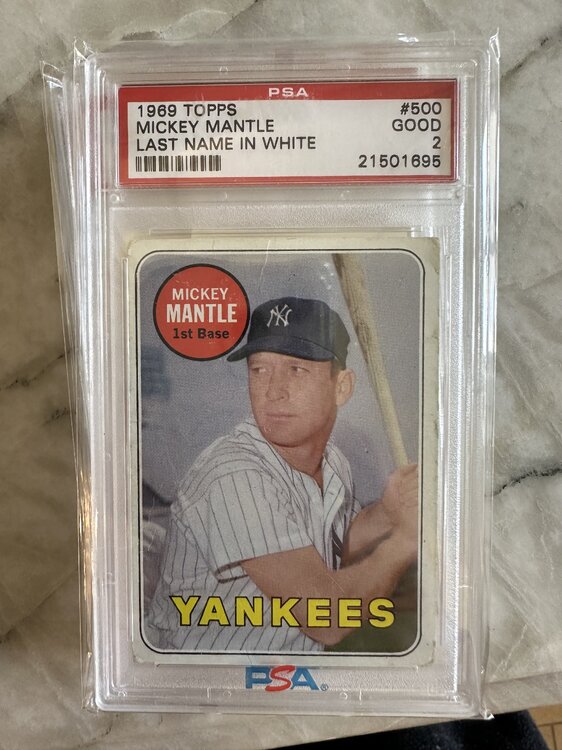 PSA
1969 TOPPS #500
MICKEY MANTLE GOOD
LAST NAME IN WHITE 2
21501695
MICKEY
MANTLE
1st Base
NY
YANKEES
PSA®